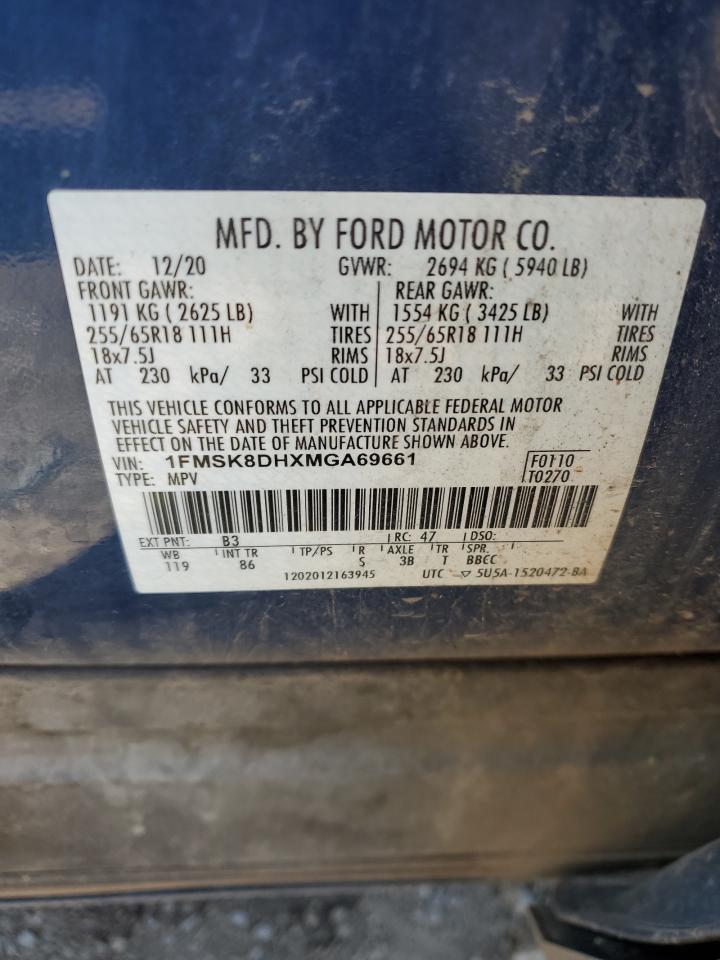 MFD. BY FORD MOTOR CO.
DATE: 12/20 GVWR: 2694 KG ( 5940 LB)
FRONT GAWR: REAR GAWR:
1191 KG ( 2625 LB) WITH 1554 KG ( 3425 LB) WITH
255/65R18 111H TIRES 255/65R18 111H TIRES
18x7.5J RIMS 18x7.5J RIMS
AT 230 kPa/ 33 PSI COLD AT 230 kPa/ 33 PSI COLD
THIS VEHICLE CONFORMS TO ALL APPLICABLE FEDERAL MOTOR
VEHICLE SAFETY AND THEFT PREVENTION STANDARDS IN
EFFECT ON THE DATE OF MANUFACTURE SHOWN ABOVE.
VIN: 1FMSK8DHXMGA69661 F0110
TYPE: MPV T0270
EXT PNT: B3 RC: 47 DSO:
WB INT TR TP/PS R AXLE TR SPR
119 86 S 3B T BBCC
1202012163945 UTC 5U5A-1520472-BA